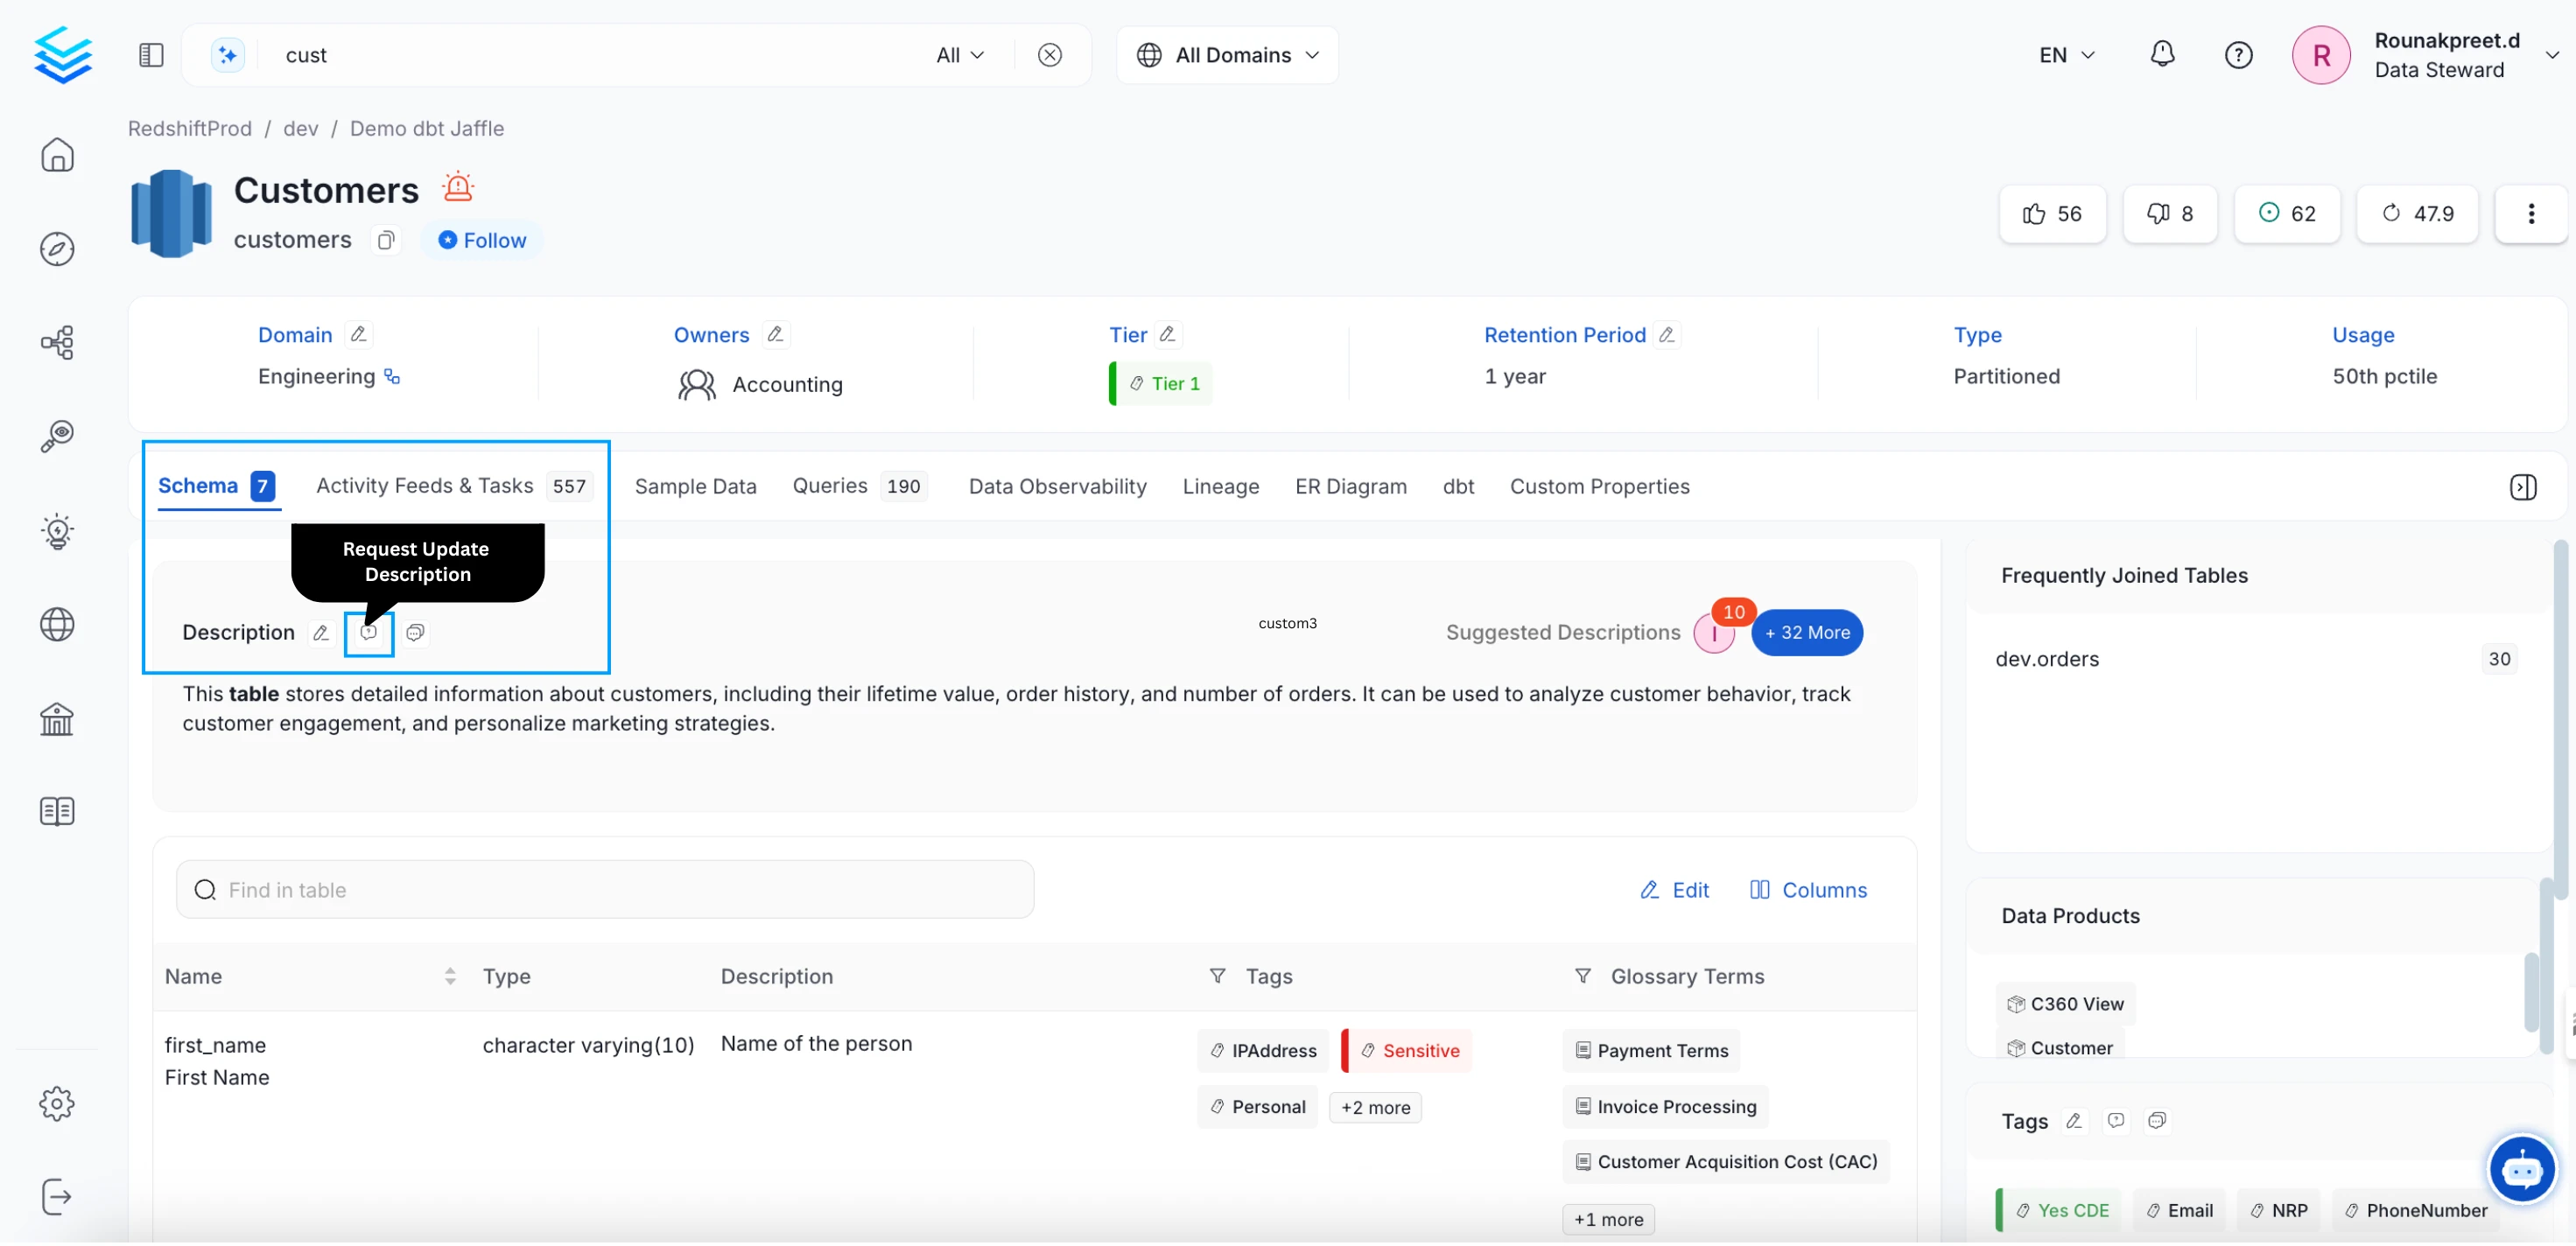 cust
All
All Domains
EN
R
Rounakpreet.d
Data Steward
RedshiftProd / dev / Demo dbt Jaffle
Customers
customers
Follow
56
8
62
47.9
Domain
Engineering
Owners
Accounting
Tier
Tier 1
Retention Period
1 year
Type
Partitioned
Usage
50th pctile
Schema 7
Activity Feeds & Tasks 557
Sample Data
Queries 190
Data Observability
Lineage
ER Diagram
dbt
Custom Properties
Request Update
Description
Description
custom3
Suggested Descriptions
I
10
+ 32 More
This table stores detailed information about customers, including their lifetime value, order history, and number of orders. It can be used to analyze customer behavior, track
customer engagement, and personalize marketing strategies.
Find in table
Edit
Columns
Name
Type
Description
Tags
Glossary Terms
first_name
First Name
character varying(10)
Name of the person
IPAddress
Sensitive
Personal
+2 more
Payment Terms
Invoice Processing
Customer Acquisition Cost (CAC)
+1 more
Frequently Joined Tables
dev.orders
30
Data Products
C360 View
Customer
Tags
Yes CDE
Email
NRP
PhoneNumber